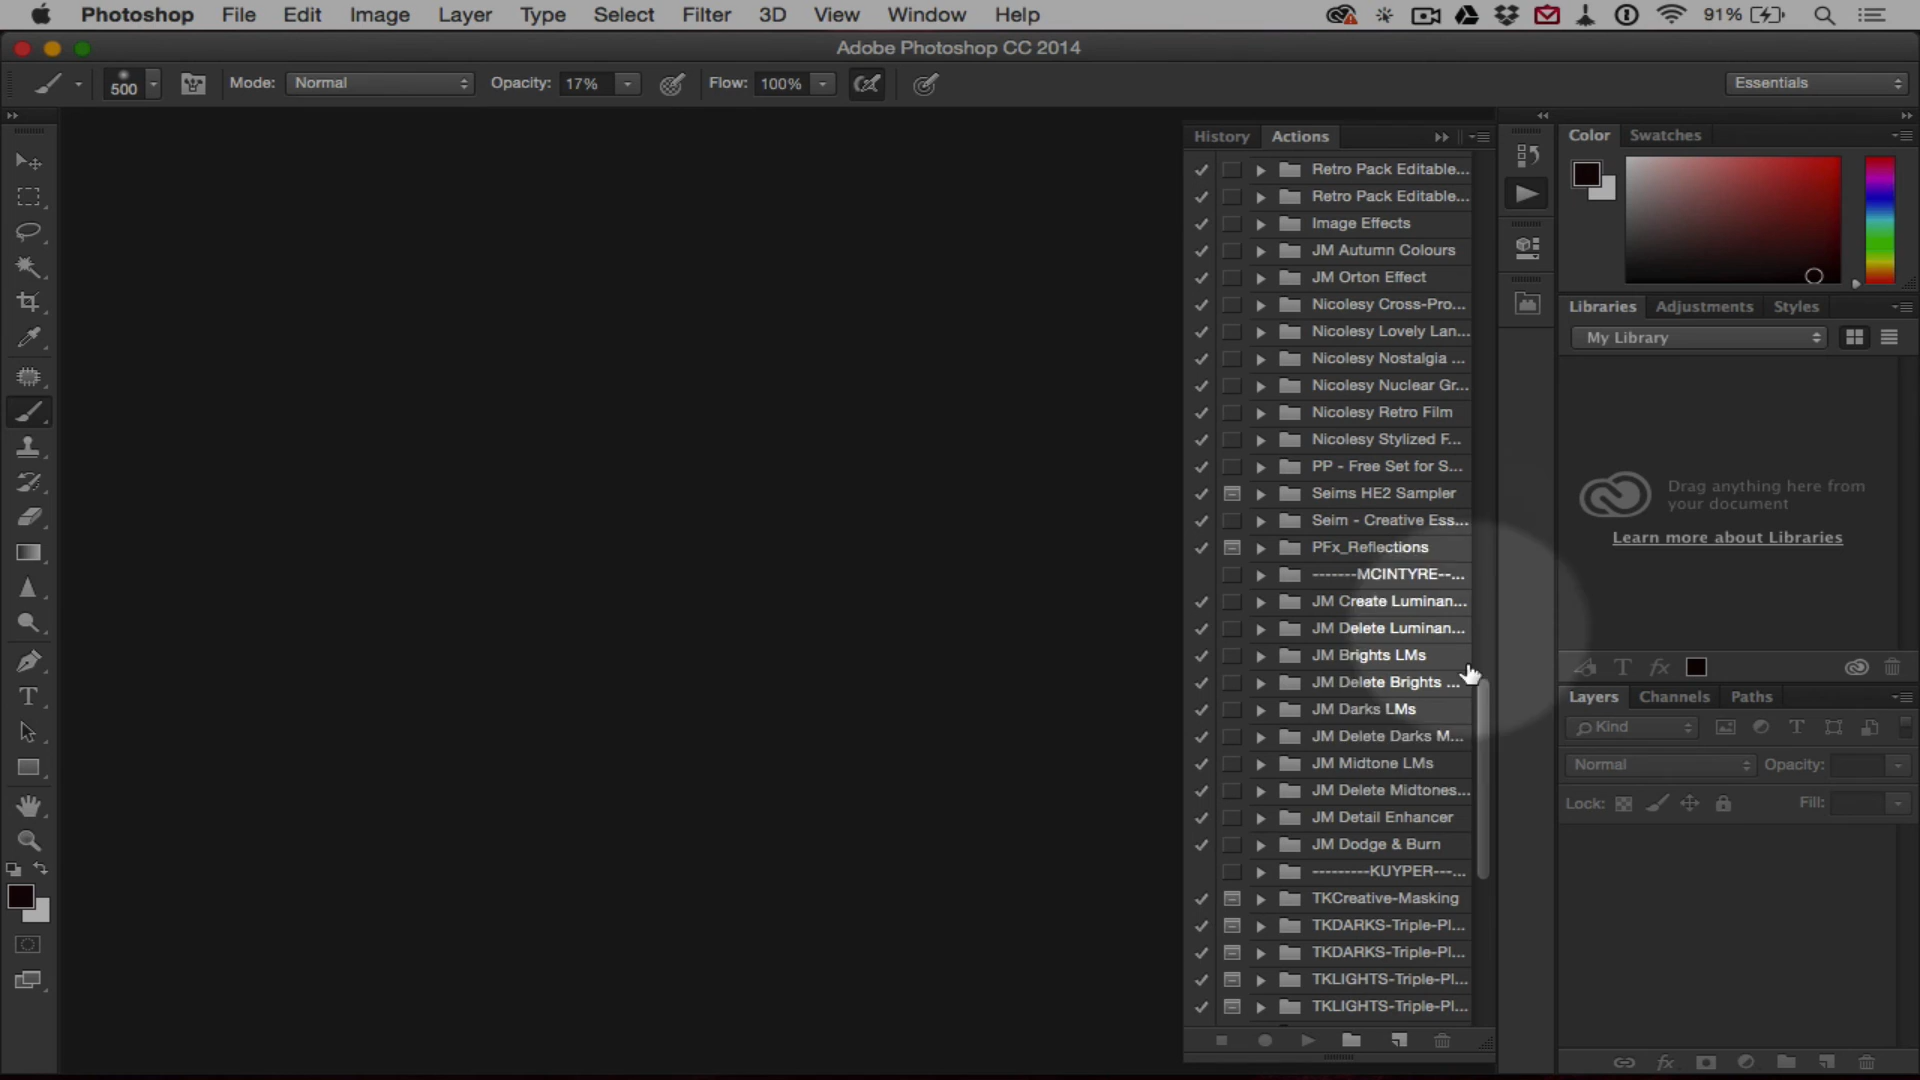 Photoshop File Edit Image Layer Type Select Filter 3D View Window Help 91%
Adobe Photoshop CC 2014
500 Mode: Normal Opacity: 17% Flow: 100% Essentials
History Actions
Retro Pack Editable...
Retro Pack Editable...
Image Effects
JM Autumn Colours
JM Orton Effect
Nicolesy Cross-Pro...
Nicolesy Lovely Lan...
Nicolesy Nostalgia ...
Nicolesy Nuclear Gr...
Nicolesy Retro Film
Nicolesy Stylized F...
PP - Free Set for S...
Seims HE2 Sampler
Seim - Creative Ess...
PFx_Reflections
-------MCINTYRE--...
JM Create Luminan...
JM Delete Luminan...
JM Brights LMs
JM Delete Brights ...
JM Darks LMs
JM Delete Darks M...
JM Midtone LMs
JM Delete Midtones...
JM Detail Enhancer
JM Dodge & Burn
---------KUYPER---...
TKCreative-Masking
TKDARKS-Triple-Pl...
TKDARKS-Triple-Pl...
TKLIGHTS-Triple-Pl...
TKLIGHTS-Triple-Pl...
Color Swatches
Libraries Adjustments Styles
My Library
Drag anything here from
your document
Learn more about Libraries
Layers Channels Paths
Kind
Normal Opacity:
Lock: Fill: